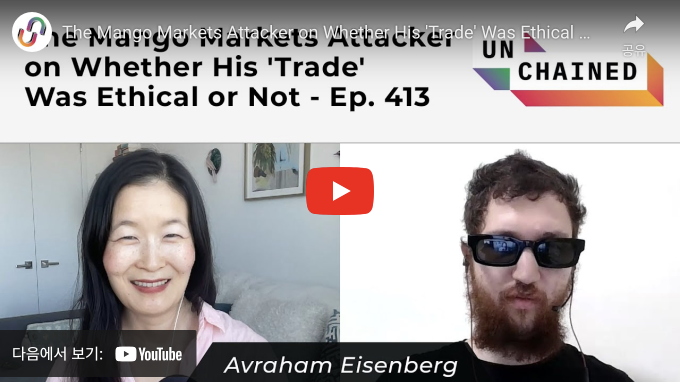 The Mango Markets Attacker on Whether His 'Trade' Was Ethical ...
공유
The Mango Markets Attacker
on Whether His 'Trade'
Was Ethical or Not - Ep. 413
UN
CHAINED
다음에서 보기: YouTube
Avraham Eisenberg